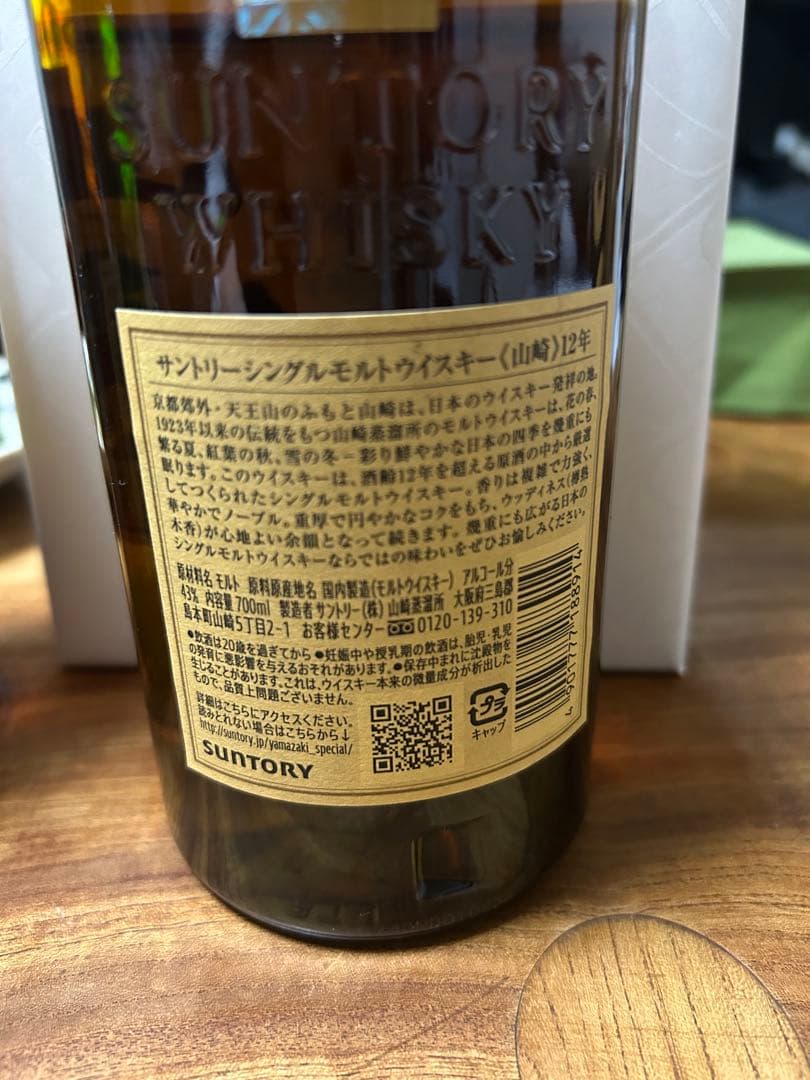 SUNTORY
WHISKY
サントリーシングルモルトウイスキー《山崎》12年
京都郊外・天王山のふもと山崎は、日本のウイスキー発祥の地。
1923年以来の伝統をもつ山崎蒸溜所のモルトウイスキーは、花の春、
繁る夏、紅葉の秋、雪の冬−彩り鮮やかな日本の四季を幾重にも
眠ります。このウイスキーは、酒齢12年を超える原酒の中から厳選
してつくられたシングルモルトウイスキー。香りは複雑で力強く、
華やかでノーブル。重厚で円やかなコクをもち、ウッディネス(樽熟
木香)が心地よい余韻となって続きます。幾重にも広がる日本の
シングルモルトウイスキーならではの味わいをぜひお愉しみください。
原材料名 モルト 原料原産地名 国内製造(モルトウイスキー) アルコール分
43% 内容量700ml 製造者 サントリー(株) 山崎蒸溜所 大阪府三島郡
島本町山崎5丁目2-1 お客様センター 0120-139-310
●飲酒は20歳を過ぎてから ●妊娠中や授乳期の飲酒は、胎児・乳児
の発育に悪影響を与えるおそれがあります。●保存中まれに沈殿物を
生じることがあります。これは、ウイスキー本来の微量成分が析出した
もので、品質上問題ございません。
詳細はこちらにアクセスください。
読みとれない場合はこちらから↓
http://suntory.jp/yamazaki_special/
SUNTORY
プラ
キャップ
4 901777 188914